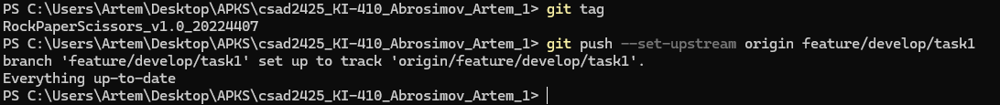 PS C:\Users\Artem\Desktop\APKS\csad2425_KI-410_Abrosimov_Artem_1> git tag
RockPaperScissors_v1.0_20224407
PS C:\Users\Artem\Desktop\APKS\csad2425_KI-410_Abrosimov_Artem_1> git push --set-upstream origin feature/develop/task1
branch 'feature/develop/task1' set up to track 'origin/feature/develop/task1'.
Everything up-to-date
PS C:\Users\Artem\Desktop\APKS\csad2425_KI-410_Abrosimov_Artem_1>